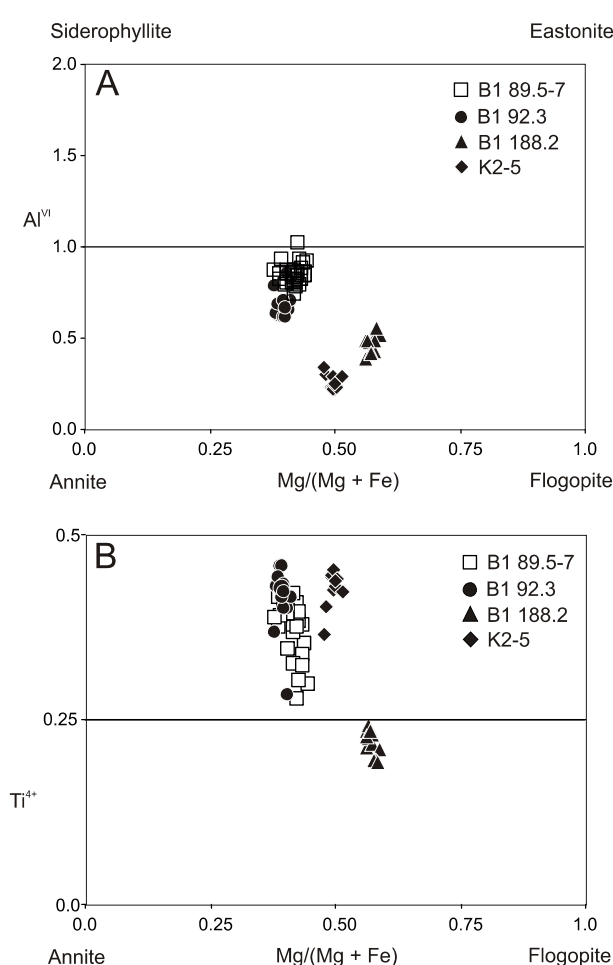 Siderophyllite Eastonite
2.0
A
B1 89.5-7
B1 92.3
B1 188.2
K2-5
1.5
Al^VI
1.0
0.5
0.0
0.0 0.25 0.50 0.75 1.0
Annite Mg/(Mg + Fe) Flogopite
0.5
B
B1 89.5-7
B1 92.3
B1 188.2
K2-5
0.25
Ti^4+
0.0
0.0 0.25 0.50 0.75 1.0
Annite Mg/(Mg + Fe) Flogopite